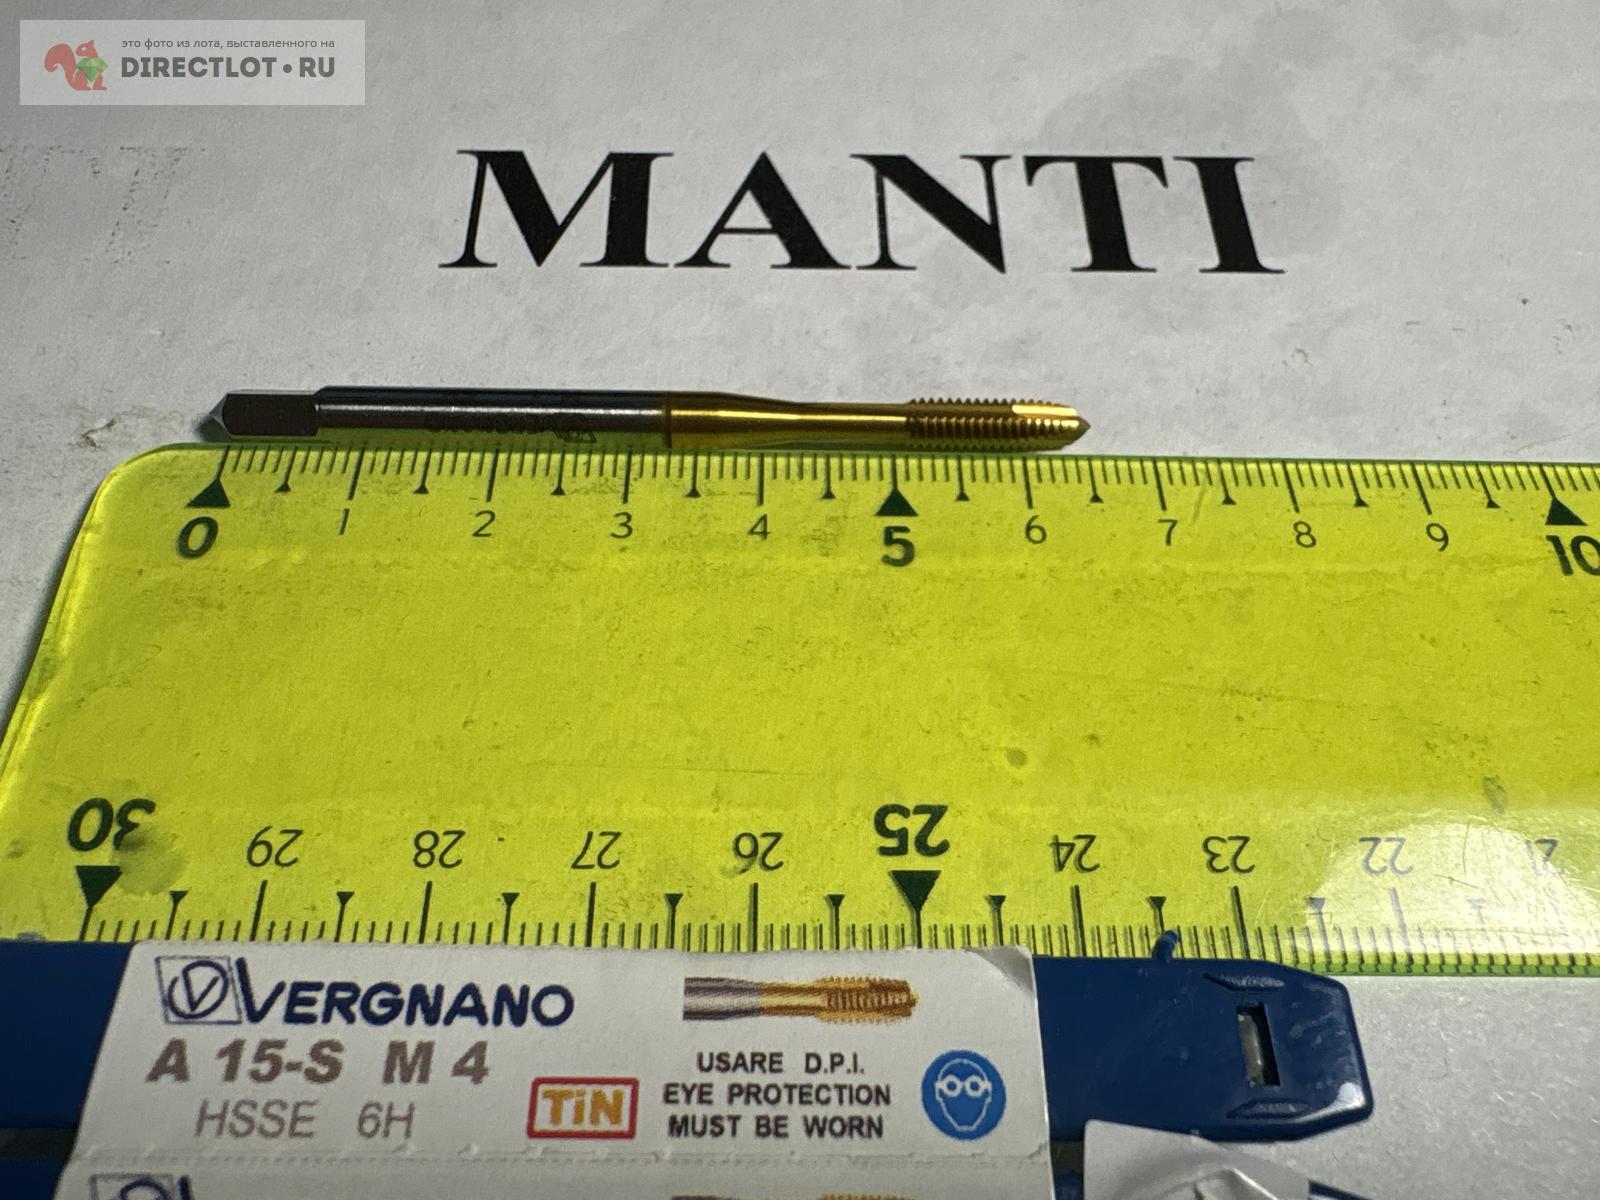 это фото из лота, выставленного на
DIRECTLOT•RU
MANTI
0 1 2 3 4 5 6 7 8 9 10
30 29 28 27 26 25 24 23 22 21
VERGNANO
A 15-S M 4
HSSE 6H
TiN
USARE D.P.I.
EYE PROTECTION
MUST BE WORN